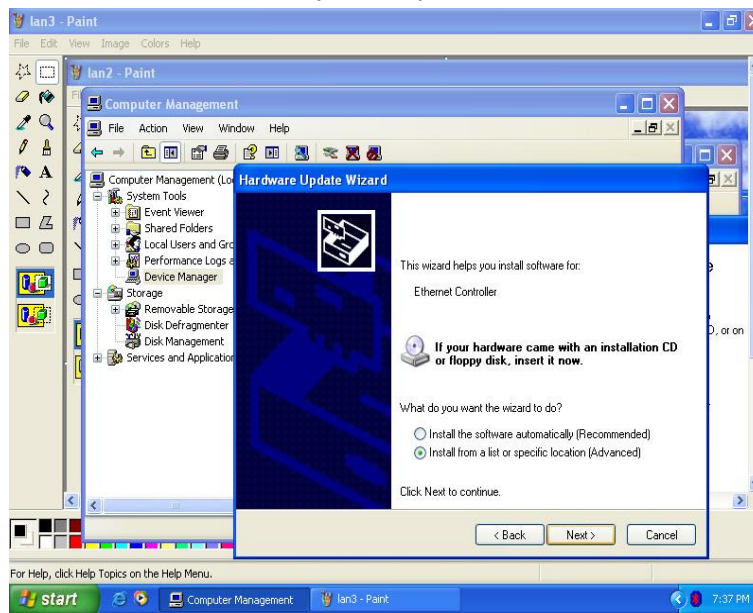 lan3 - Paint
File Edit View Image Colors Help
lan2 - Paint
Computer Management
File Action View Window Help
Computer Management (Lo
System Tools
Event Viewer
Shared Folders
Local Users and Gro
Performance Logs a
Device Manager
Storage
Removable Storage
Disk Defragmenter
Disk Management
Services and Application
Hardware Update Wizard
This wizard helps you install software for:
Ethernet Controller
If your hardware came with an installation CD
or floppy disk, insert it now.
What do you want the wizard to do?
Install the software automatically (Recommended)
Install from a list or specific location (Advanced)
Click Next to continue.
< Back Next > Cancel
, or on
For Help, click Help Topics on the Help Menu.
start Computer Management lan3 - Paint 7:37 PM